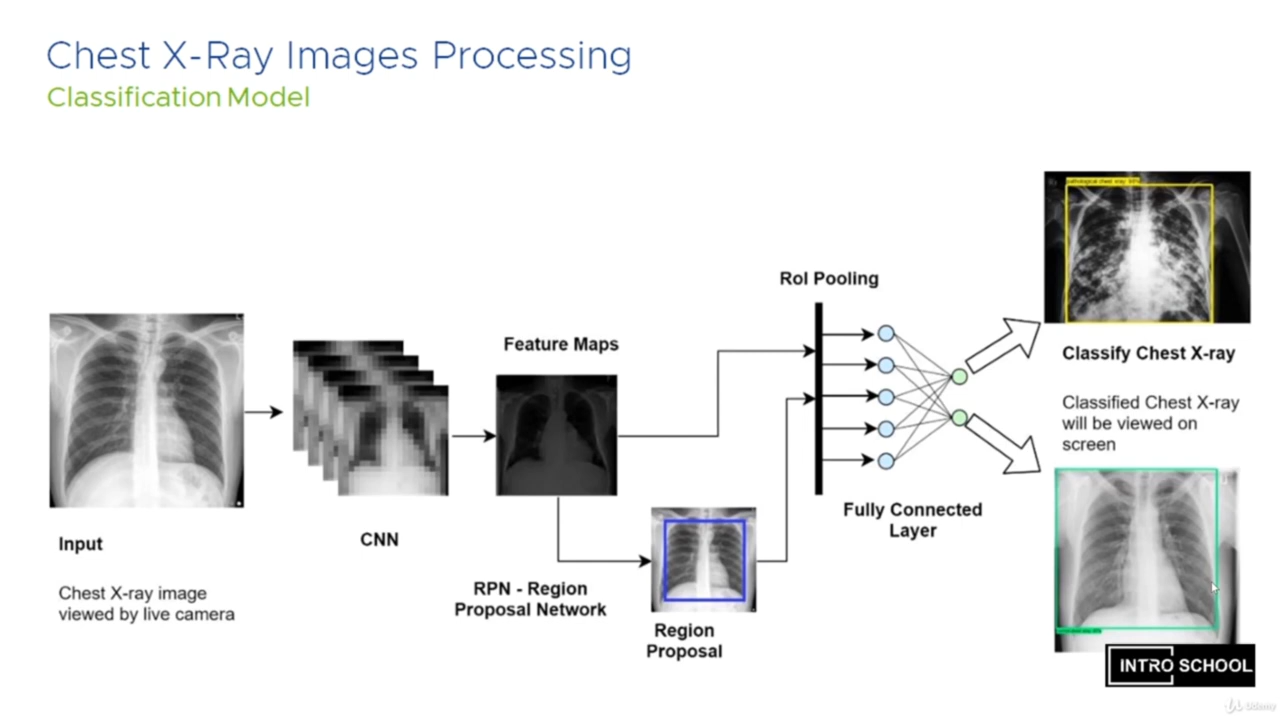 Chest X-Ray Images Processing
Classification Model
RoI Pooling
Feature Maps
Classify Chest X-ray
Classified Chest X-ray
will be viewed on
screen
Fully Connected
Layer
Input
CNN
Chest X-ray image
viewed by live camera
RPN - Region
Proposal Network
Region
Proposal
INTRO SCHOOL
Udemy